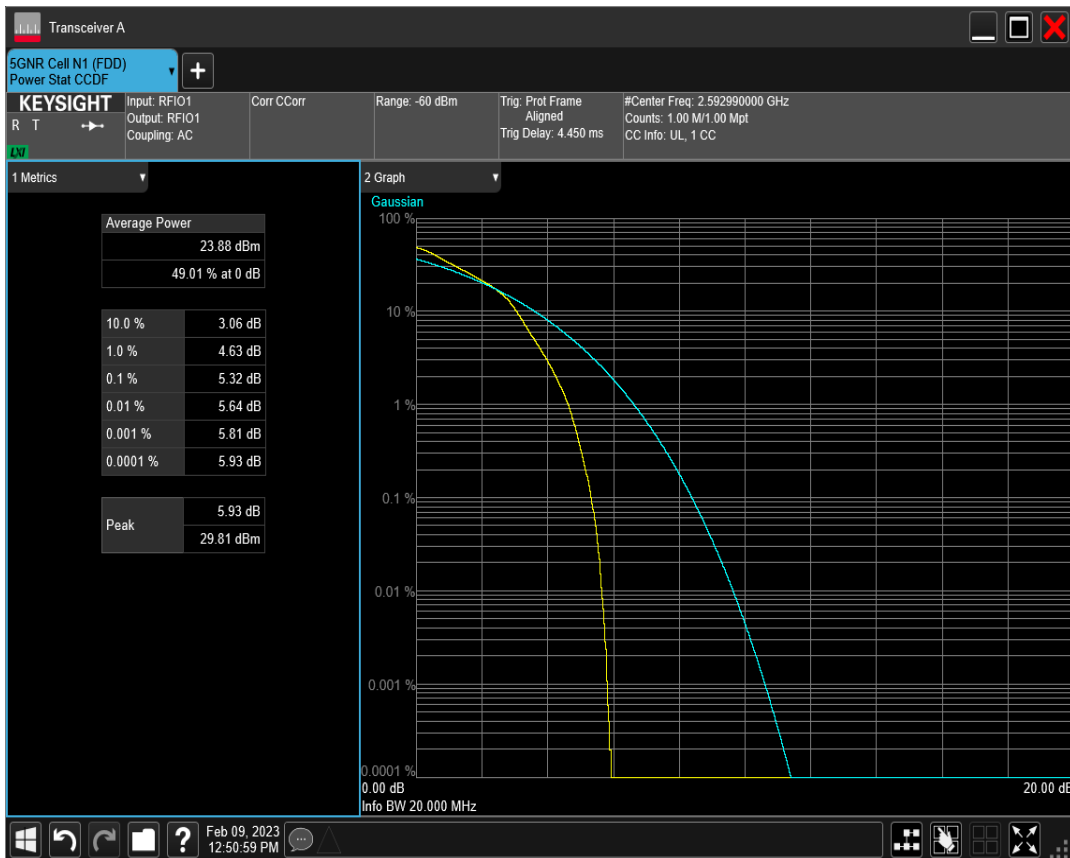 Transceiver A
5GNR Cell N1 (FDD)
Power Stat CCDF
+
KEYSIGHT
R T
LXI
Input: RFIO1
Output: RFIO1
Coupling: AC
Corr CCorr
Range: -60 dBm
Trig: Prot Frame
Aligned
Trig Delay: 4.450 ms
#Center Freq: 2.592990000 GHz
Counts: 1.00 M/1.00 Mpt
CC Info: UL, 1 CC
1 Metrics
Average Power
23.88 dBm
49.01 % at 0 dB
10.0 % 3.06 dB
1.0 % 4.63 dB
0.1 % 5.32 dB
0.01 % 5.64 dB
0.001 % 5.81 dB
0.0001 % 5.93 dB
Peak
5.93 dB
29.81 dBm
2 Graph
Gaussian
100 %
10 %
1 %
0.1 %
0.01 %
0.001 %
0.0001 %
0.00 dB 20.00 dB
Info BW 20.000 MHz
?
Feb 09, 2023
12:50:59 PM